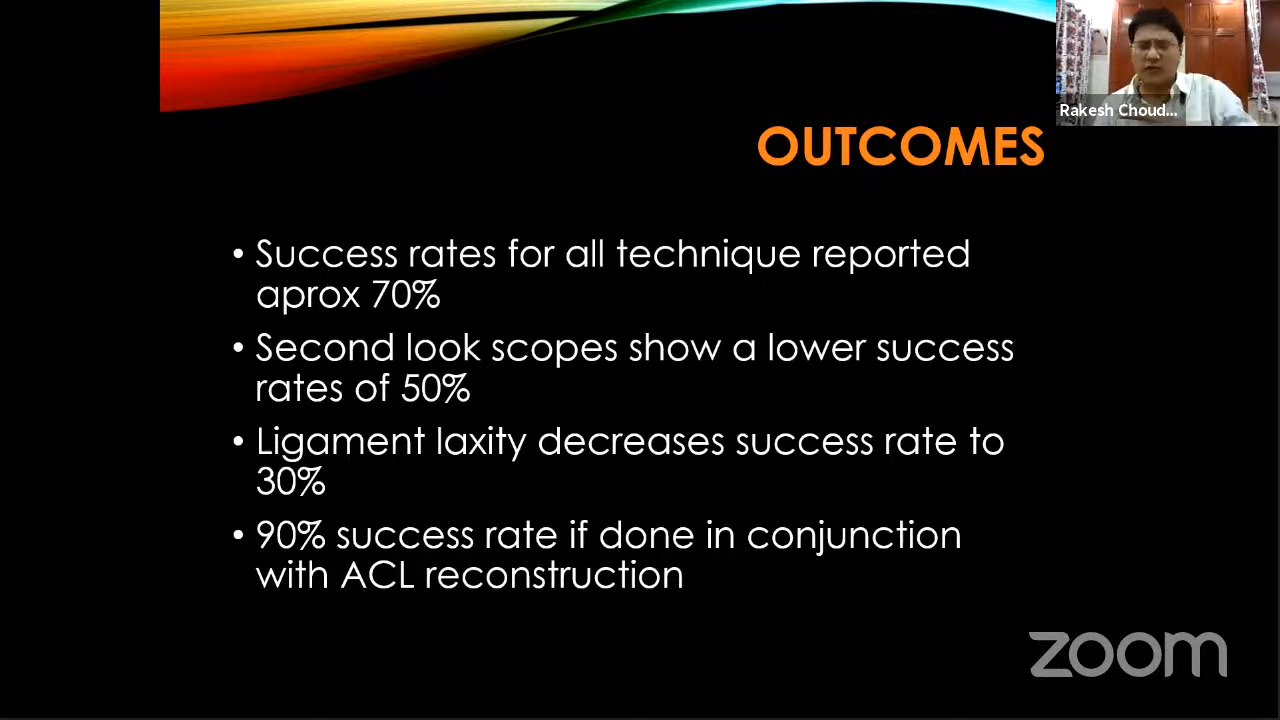 Rakesh Choud...
OUTCOMES
• Success rates for all technique reported
aprox 70%
• Second look scopes show a lower success
rates of 50%
• Ligament laxity decreases success rate to
30%
• 90% success rate if done in conjunction
with ACL reconstruction
zoom